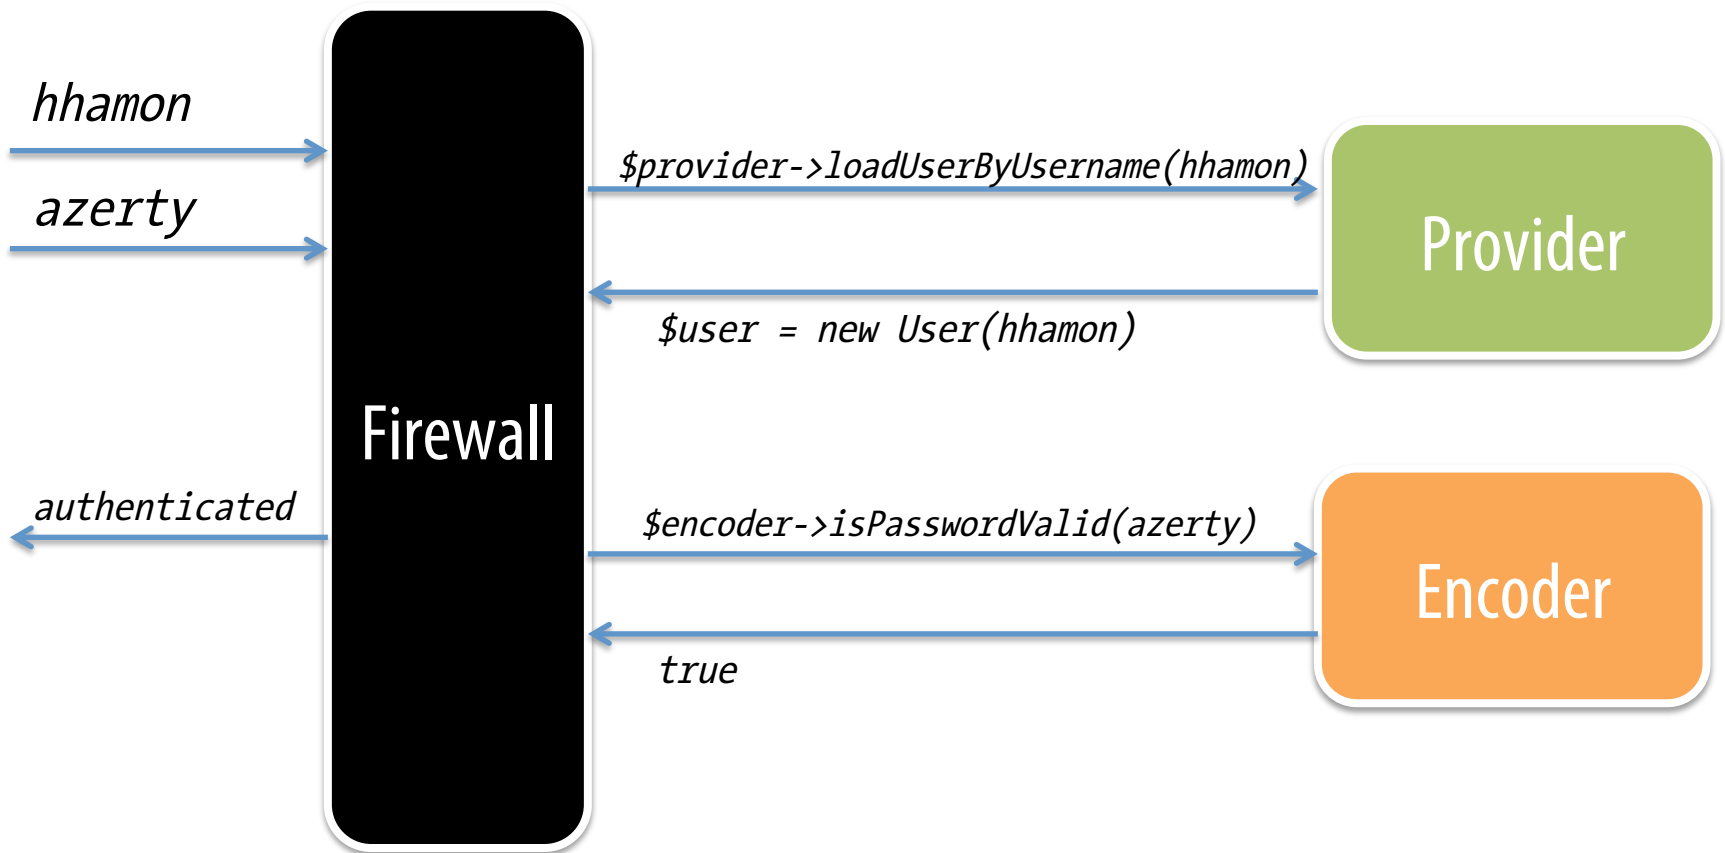 hhamon
azerty
$provider->loadUserByUsername(hhamon)
Provider
$user = new User(hhamon)
Firewall
authenticated
$encoder->isPasswordValid(azerty)
Encoder
true